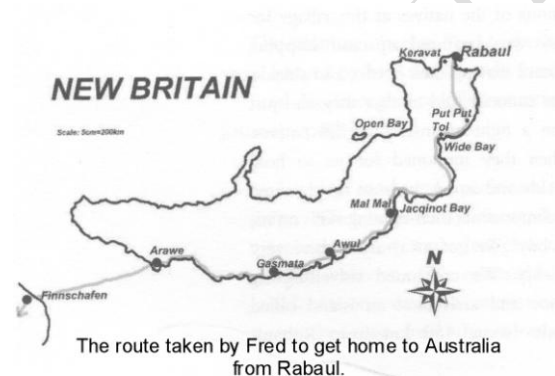 Keravat
Rabaul
NEW BRITAIN
Scale: 5cm=200km
Open Bay
Put Put
Tol
Wide Bay
Mal Mal
Jacqinot Bay
Awul
Arawe
Gasmata
N
Finnschafen
The route taken by Fred to get home to Australia
from Rabaul.